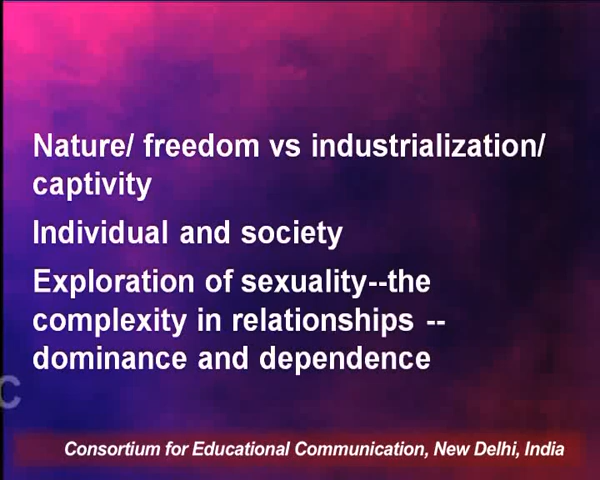 Nature/ freedom vs industrialization/
captivity
Individual and society
Exploration of sexuality--the
complexity in relationships --
dominance and dependence
C
Consortium for Educational Communication, New Delhi, India